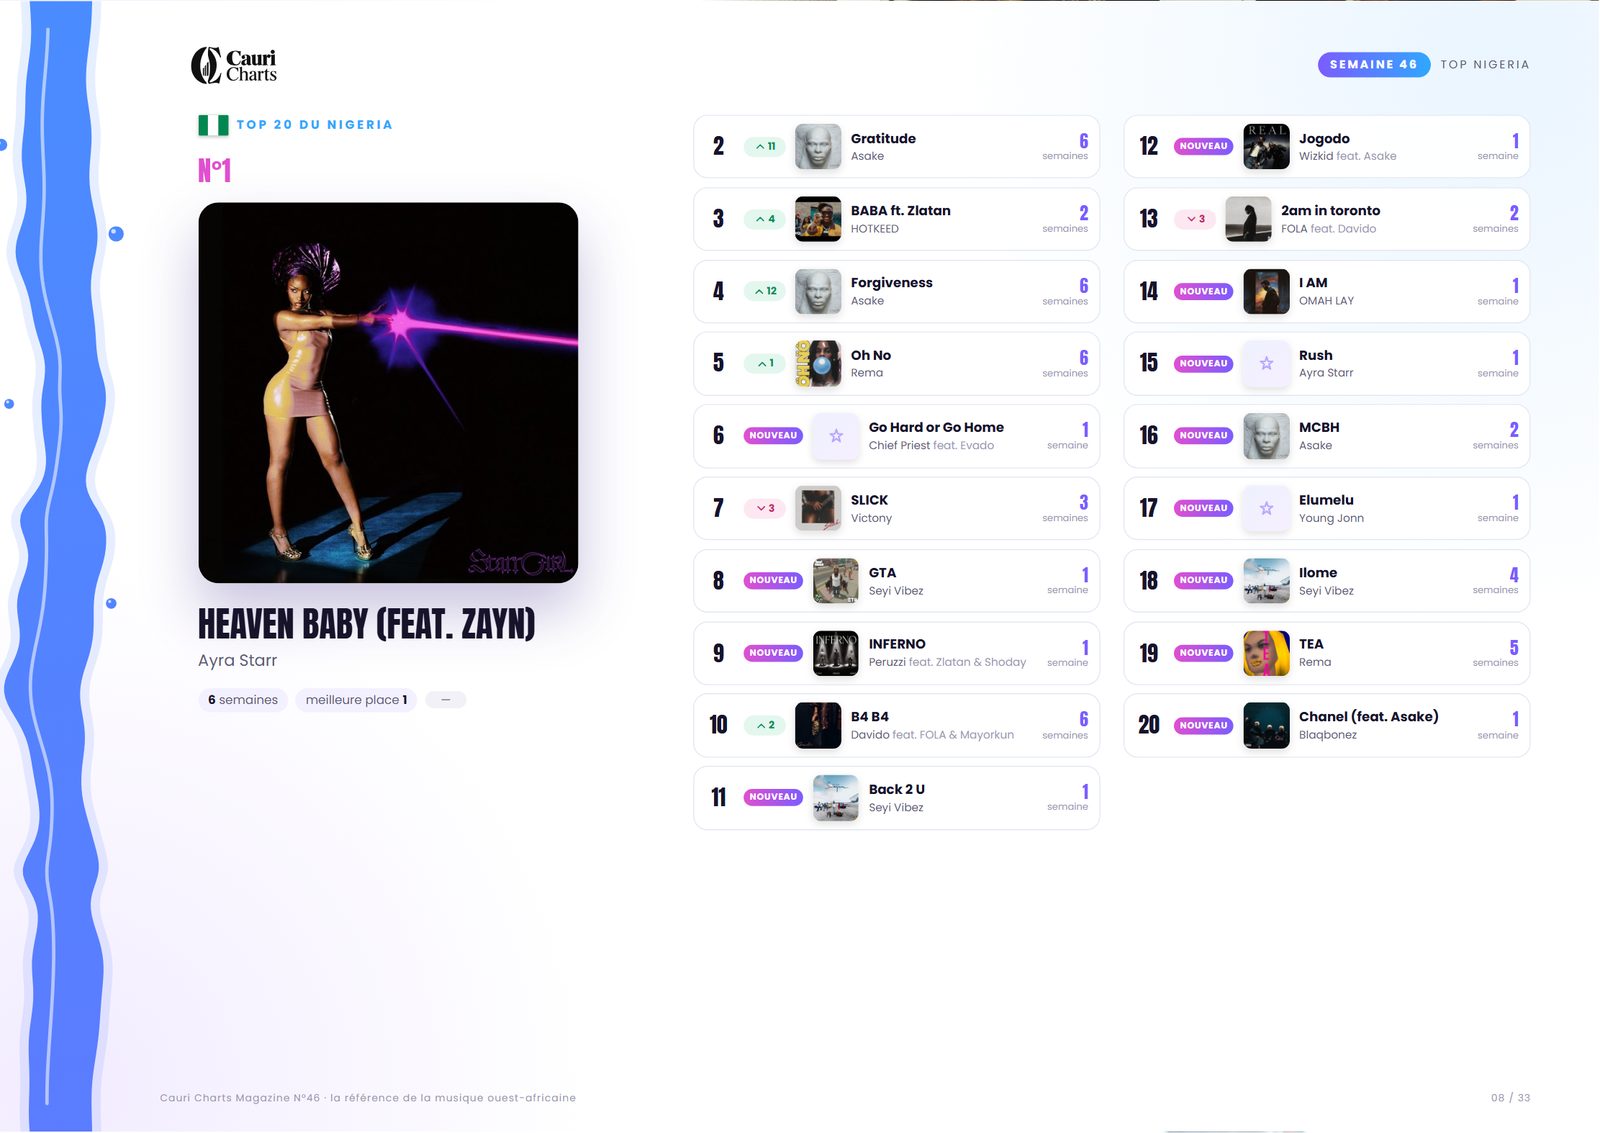 Cauri
Charts
SEMAINE 46 TOP NIGERIA
TOP 20 DU NIGERIA
Nº1
StarrGirl
HEAVEN BABY (FEAT. ZAYN)
Ayra Starr
6 semaines meilleure place 1 —
2 11 Gratitude 6
Asake semaines
3 4 BABA ft. Zlatan 2
HOTKEED semaines
4 12 Forgiveness 6
Asake semaines
5 1 Oh No 6
Rema semaines
6 NOUVEAU Go Hard or Go Home 1
Chief Priest feat. Evado semaine
7 3 SLICK 3
Victony semaines
8 NOUVEAU GTA 1
Seyi Vibez semaine
9 NOUVEAU INFERNO 1
Peruzzi feat. Zlatan & Shoday semaine
10 2 B4 B4 6
Davido feat. FOLA & Mayorkun semaines
11 NOUVEAU Back 2 U 1
Seyi Vibez semaine
12 NOUVEAU REAL Jogodo 1
Wizkid feat. Asake semaine
13 3 2am in toronto 2
FOLA feat. Davido semaines
14 NOUVEAU I AM 1
OMAH LAY semaine
15 NOUVEAU Rush 1
Ayra Starr semaine
16 NOUVEAU MCBH 2
Asake semaines
17 NOUVEAU Elumelu 1
Young Jonn semaine
18 NOUVEAU Ilome 4
Seyi Vibez semaines
19 NOUVEAU TEA 5
Rema semaines
20 NOUVEAU Chanel (feat. Asake) 1
Blaqbonez semaine
Cauri Charts Magazine Nº46 · la référence de la musique ouest-africaine
08 / 33